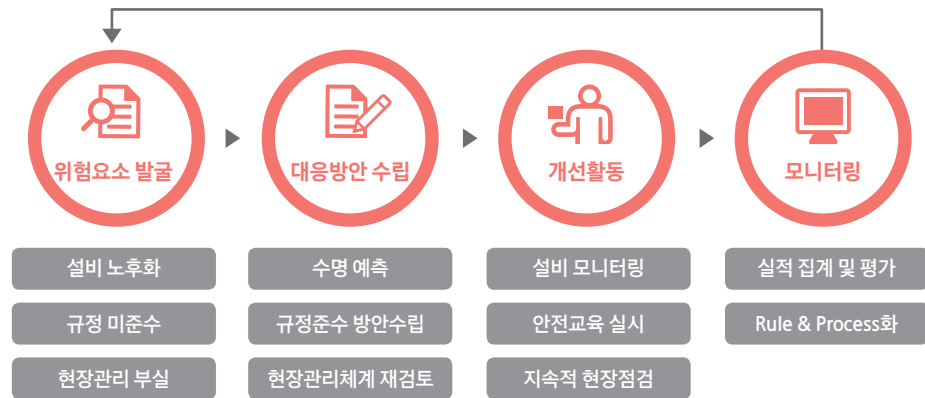 위험요소 발굴
대응방안 수립
개선활동
모니터링
설비 노후화
수명 예측
설비 모니터링
실적 집계 및 평가
규정 미준수
규정준수 방안수립
안전교육 실시
Rule & Process화
현장관리 부실
현장관리체계 재검토
지속적 현장점검